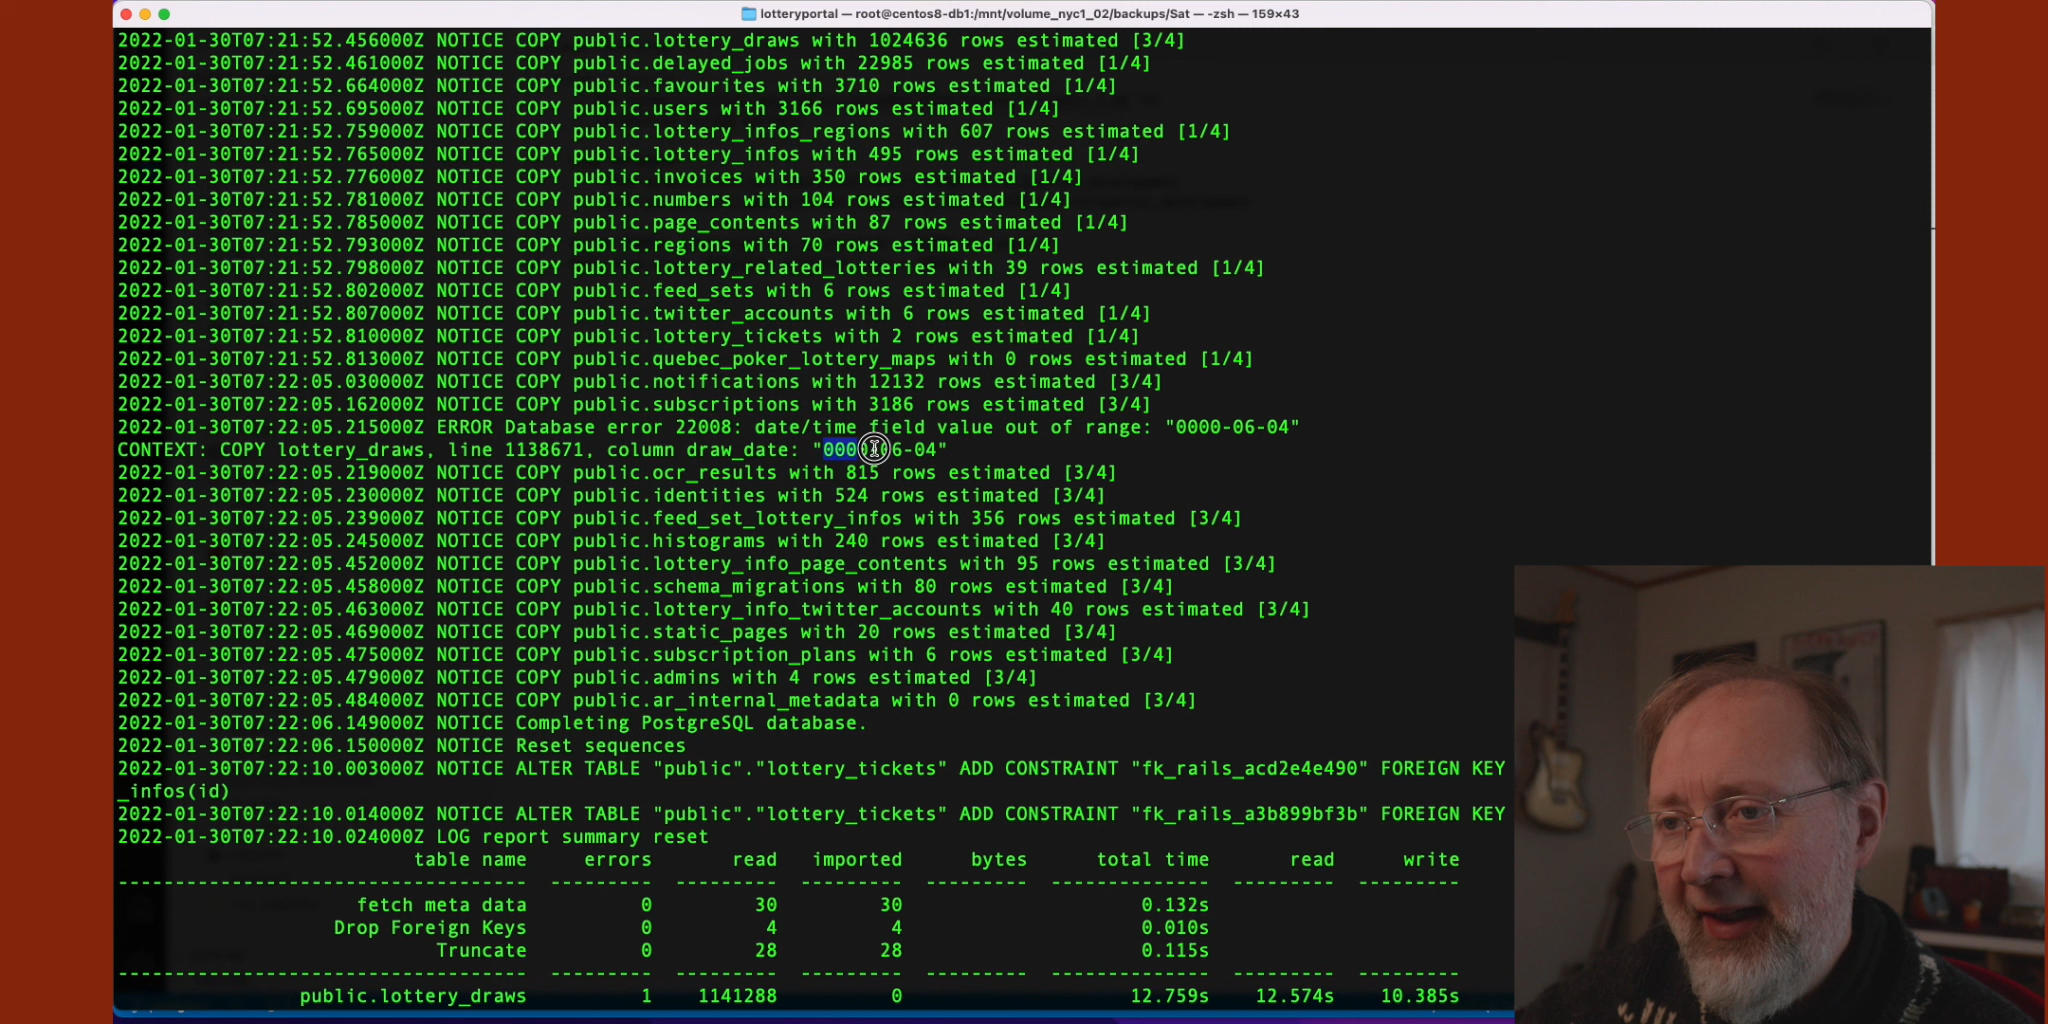 lotteryportal — root@centos8-db1:/mnt/volume_nyc1_02/backups/Sat — -zsh — 159×43
2022-01-30T07:21:52.456000Z NOTICE COPY public.lottery_draws with 1024636 rows estimated [3/4]
2022-01-30T07:21:52.461000Z NOTICE COPY public.delayed_jobs with 22985 rows estimated [1/4]
2022-01-30T07:21:52.664000Z NOTICE COPY public.favourites with 3710 rows estimated [1/4]
2022-01-30T07:21:52.695000Z NOTICE COPY public.users with 3166 rows estimated [1/4]
2022-01-30T07:21:52.759000Z NOTICE COPY public.lottery_infos_regions with 607 rows estimated [1/4]
2022-01-30T07:21:52.765000Z NOTICE COPY public.lottery_infos with 495 rows estimated [1/4]
2022-01-30T07:21:52.776000Z NOTICE COPY public.invoices with 350 rows estimated [1/4]
2022-01-30T07:21:52.781000Z NOTICE COPY public.numbers with 104 rows estimated [1/4]
2022-01-30T07:21:52.785000Z NOTICE COPY public.page_contents with 87 rows estimated [1/4]
2022-01-30T07:21:52.793000Z NOTICE COPY public.regions with 70 rows estimated [1/4]
2022-01-30T07:21:52.798000Z NOTICE COPY public.lottery_related_lotteries with 39 rows estimated [1/4]
2022-01-30T07:21:52.802000Z NOTICE COPY public.feed_sets with 6 rows estimated [1/4]
2022-01-30T07:21:52.807000Z NOTICE COPY public.twitter_accounts with 6 rows estimated [1/4]
2022-01-30T07:21:52.810000Z NOTICE COPY public.lottery_tickets with 2 rows estimated [1/4]
2022-01-30T07:21:52.813000Z NOTICE COPY public.quebec_poker_lottery_maps with 0 rows estimated [1/4]
2022-01-30T07:22:05.030000Z NOTICE COPY public.notifications with 12132 rows estimated [3/4]
2022-01-30T07:22:05.162000Z NOTICE COPY public.subscriptions with 3186 rows estimated [3/4]
2022-01-30T07:22:05.215000Z ERROR Database error 22008: date/time field value out of range: "0000-06-04"
CONTEXT: COPY lottery_draws, line 1138671, column draw_date: "0000-06-04"
2022-01-30T07:22:05.219000Z NOTICE COPY public.ocr_results with 815 rows estimated [3/4]
2022-01-30T07:22:05.230000Z NOTICE COPY public.identities with 524 rows estimated [3/4]
2022-01-30T07:22:05.239000Z NOTICE COPY public.feed_set_lottery_infos with 356 rows estimated [3/4]
2022-01-30T07:22:05.245000Z NOTICE COPY public.histograms with 240 rows estimated [3/4]
2022-01-30T07:22:05.452000Z NOTICE COPY public.lottery_info_page_contents with 95 rows estimated [3/4]
2022-01-30T07:22:05.458000Z NOTICE COPY public.schema_migrations with 80 rows estimated [3/4]
2022-01-30T07:22:05.463000Z NOTICE COPY public.lottery_info_twitter_accounts with 40 rows estimated [3/4]
2022-01-30T07:22:05.469000Z NOTICE COPY public.static_pages with 20 rows estimated [3/4]
2022-01-30T07:22:05.475000Z NOTICE COPY public.subscription_plans with 6 rows estimated [3/4]
2022-01-30T07:22:05.479000Z NOTICE COPY public.admins with 4 rows estimated [3/4]
2022-01-30T07:22:05.484000Z NOTICE COPY public.ar_internal_metadata with 0 rows estimated [3/4]
2022-01-30T07:22:06.149000Z NOTICE Completing PostgreSQL database.
2022-01-30T07:22:06.150000Z NOTICE Reset sequences
2022-01-30T07:22:10.003000Z NOTICE ALTER TABLE "public"."lottery_tickets" ADD CONSTRAINT "fk_rails_acd2e4e490" FOREIGN KEY
_infos(id)
2022-01-30T07:22:10.014000Z NOTICE ALTER TABLE "public"."lottery_tickets" ADD CONSTRAINT "fk_rails_a3b899bf3b" FOREIGN KEY
2022-01-30T07:22:10.024000Z LOG report summary reset
table name errors read imported bytes total time read write
------------------------------------ --------- --------- --------- --------- -------------- --------- ---------
fetch meta data 0 30 30 0.132s
Drop Foreign Keys 0 4 4 0.010s
Truncate 0 28 28 0.115s
------------------------------------ --------- --------- --------- --------- -------------- --------- ---------
public.lottery_draws 1 1141288 0 12.759s 12.574s 10.385s